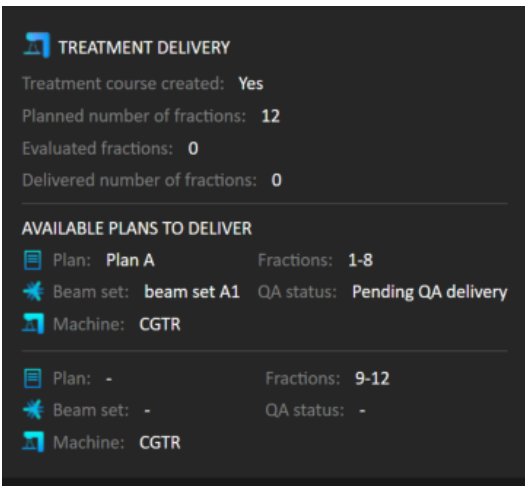 TREATMENT DELIVERY
Treatment course created: Yes
Planned number of fractions: 12
Evaluated fractions: 0
Delivered number of fractions: 0
AVAILABLE PLANS TO DELIVER
Plan: Plan A Fractions: 1-8
Beam set: beam set A1 QA status: Pending QA delivery
Machine: CGTR
Plan: - Fractions: 9-12
Beam set: - QA status: -
Machine: CGTR